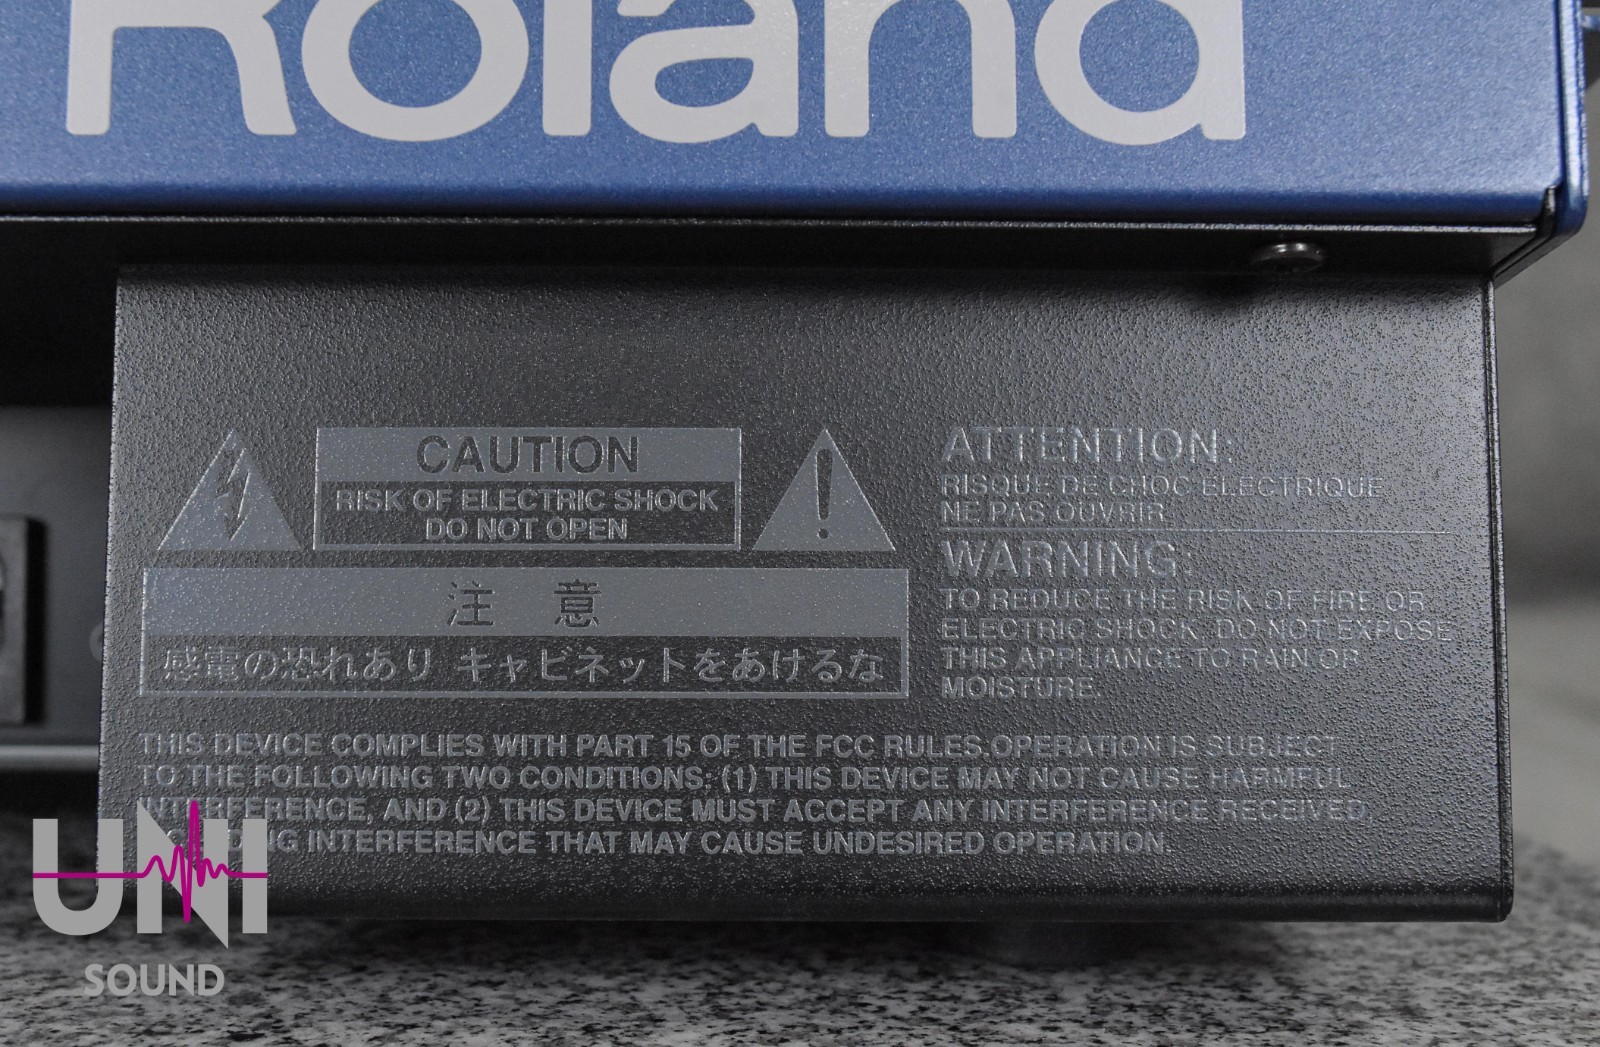 Roland
CAUTION
RISK OF ELECTRIC SHOCK
DO NOT OPEN
注 意
感電の恐れあり キャビネットをあけるな
ATTENTION:
RISQUE DE CHOC ELECTRIQUE
NE PAS OUVRIR.
WARNING:
TO REDUCE THE RISK OF FIRE OR
ELECTRIC SHOCK, DO NOT EXPOSE
THIS APPLIANCE TO RAIN OR
MOISTURE.
THIS DEVICE COMPLIES WITH PART 15 OF THE FCC RULES.OPERATION IS SUBJECT
TO THE FOLLOWING TWO CONDITIONS: (1) THIS DEVICE MAY NOT CAUSE HARMFUL
INTERFERENCE, AND (2) THIS DEVICE MUST ACCEPT ANY INTERFERENCE RECEIVED,
INTERFERENCE THAT MAY CAUSE UNDESIRED OPERATION.
UNI
SOUND